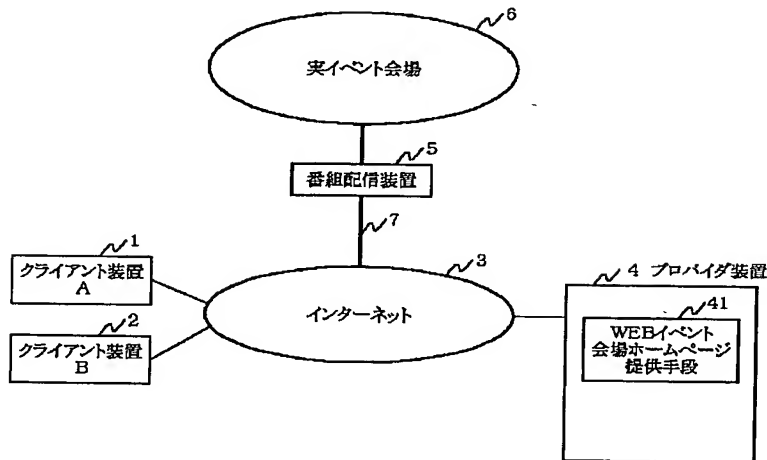 6
実イベント会場
5
番組配信装置
7
1
クライアント装置
A
3
インターネット
2
クライアント装置
B
4 プロバイダ装置
41
WEBイベント
会場ホームページ
提供手段